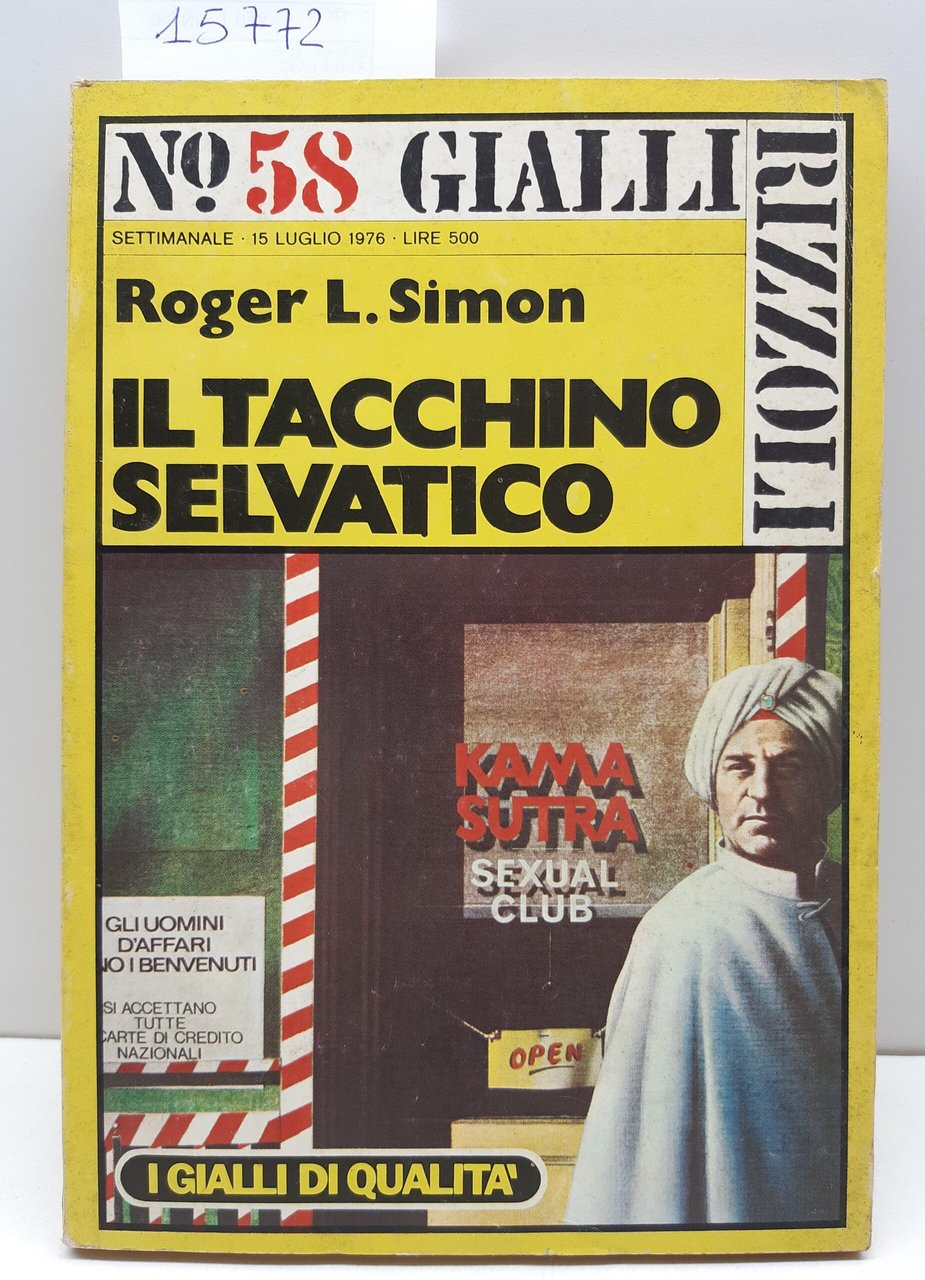 15772
Nº 58 GIALLI
RIZZOLI
SETTIMANALE · 15 LUGLIO 1976 · LIRE 500
Roger L. Simon
IL TACCHINO
SELVATICO
KAMA
SUTRA
SEXUAL
CLUB
GLI UOMINI
D'AFFARI
NO I BENVENUTI
SI ACCETTANO
TUTTE
CARTE DI CREDITO
NAZIONALI
OPEN
I GIALLI DI QUALITA'